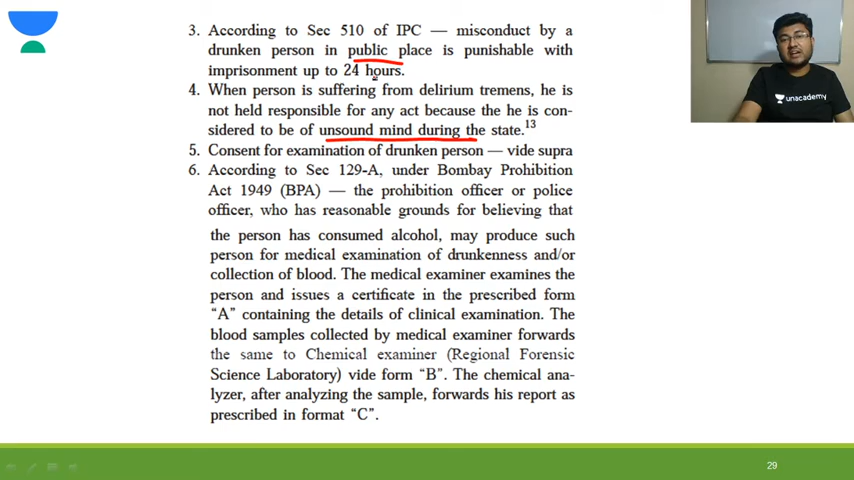 3. According to Sec 510 of IPC — misconduct by a
drunken person in public place is punishable with
imprisonment up to 24 hours.
4. When person is suffering from delirium tremens, he is
not held responsible for any act because the he is con-
sidered to be of unsound mind during the state.13
5. Consent for examination of drunken person — vide supra
6. According to Sec 129-A, under Bombay Prohibition
Act 1949 (BPA) — the prohibition officer or police
officer, who has reasonable grounds for believing that
the person has consumed alcohol, may produce such
person for medical examination of drunkenness and/or
collection of blood. The medical examiner examines the
person and issues a certificate in the prescribed form
“A” containing the details of clinical examination. The
blood samples collected by medical examiner forwards
the same to Chemical examiner (Regional Forensic
Science Laboratory) vide form “B”. The chemical ana-
lyzer, after analyzing the sample, forwards his report as
prescribed in format “C”.
unacademy
29